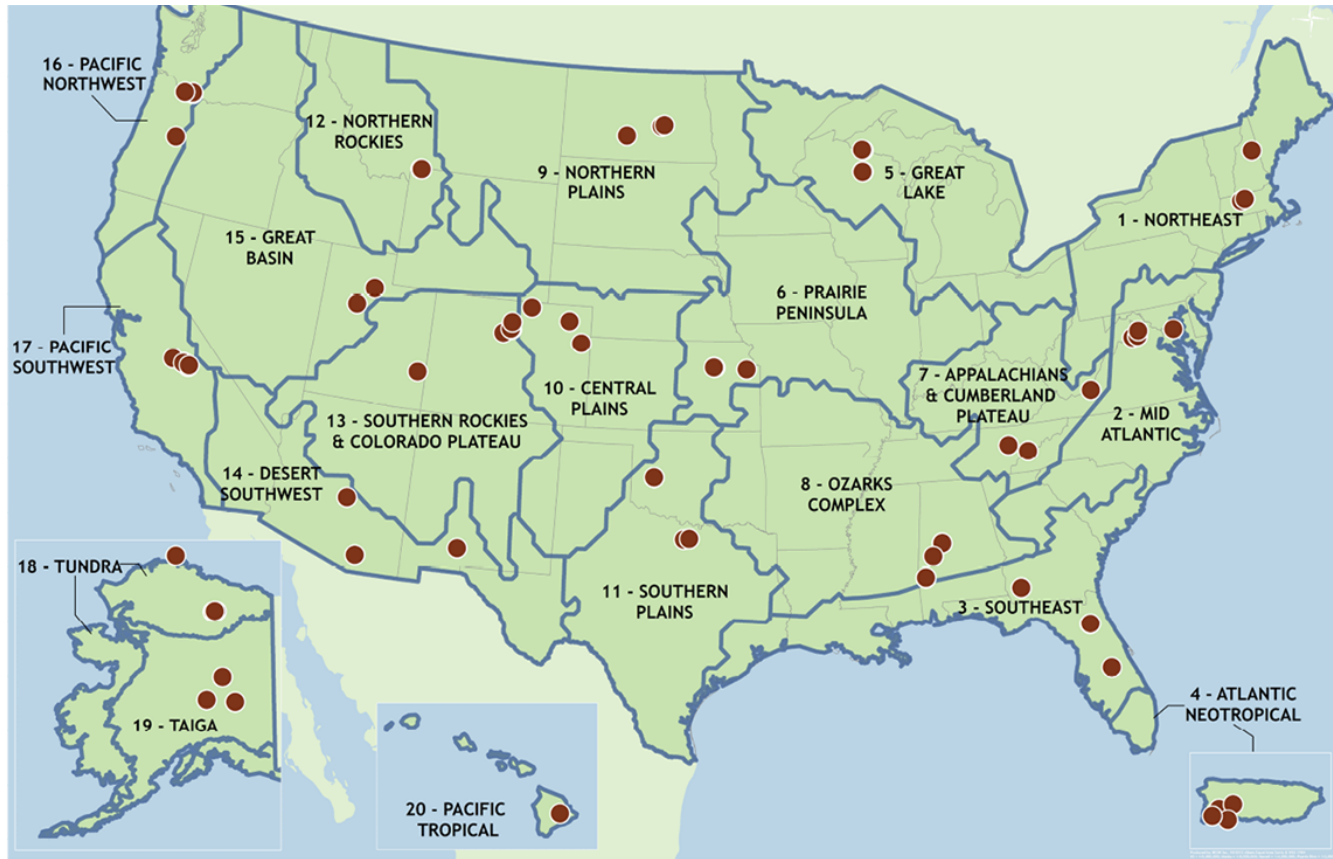 16 - PACIFIC
NORTHWEST
12 - NORTHERN
ROCKIES
9 - NORTHERN
PLAINS
5 - GREAT
LAKE
1 - NORTHEAST
15 - GREAT
BASIN
6 - PRAIRIE
PENINSULA
17 - PACIFIC
SOUTHWEST
10 - CENTRAL
PLAINS
7 - APPALACHIANS
& CUMBERLAND
PLATEAU
2 - MID
ATLANTIC
13 - SOUTHERN ROCKIES
& COLORADO PLATEAU
14 - DESERT
SOUTHWEST
8 - OZARKS
COMPLEX
18 - TUNDRA
11 - SOUTHERN
PLAINS
3 - SOUTHEAST
4 - ATLANTIC
NEOTROPICAL
19 - TAIGA
20 - PACIFIC
TROPICAL